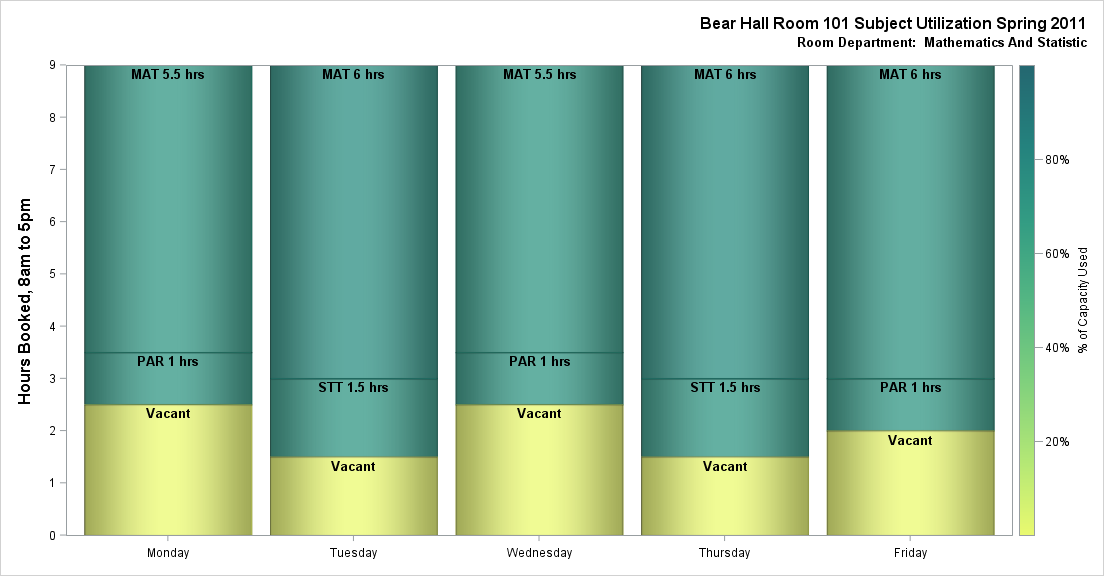 Bear Hall Room 101 Subject Utilization Spring 2011
Room Department:  Mathematics And Statistic
Hours Booked, 8am to 5pm
9
8
7
6
5
4
3
2
1
0
MAT 5.5 hrs
PAR 1 hrs
Vacant
MAT 6 hrs
STT 1.5 hrs
Vacant
MAT 5.5 hrs
PAR 1 hrs
Vacant
MAT 6 hrs
STT 1.5 hrs
Vacant
MAT 6 hrs
PAR 1 hrs
Vacant
Monday
Tuesday
Wednesday
Thursday
Friday
80%
60%
40%
20%
% of Capacity Used